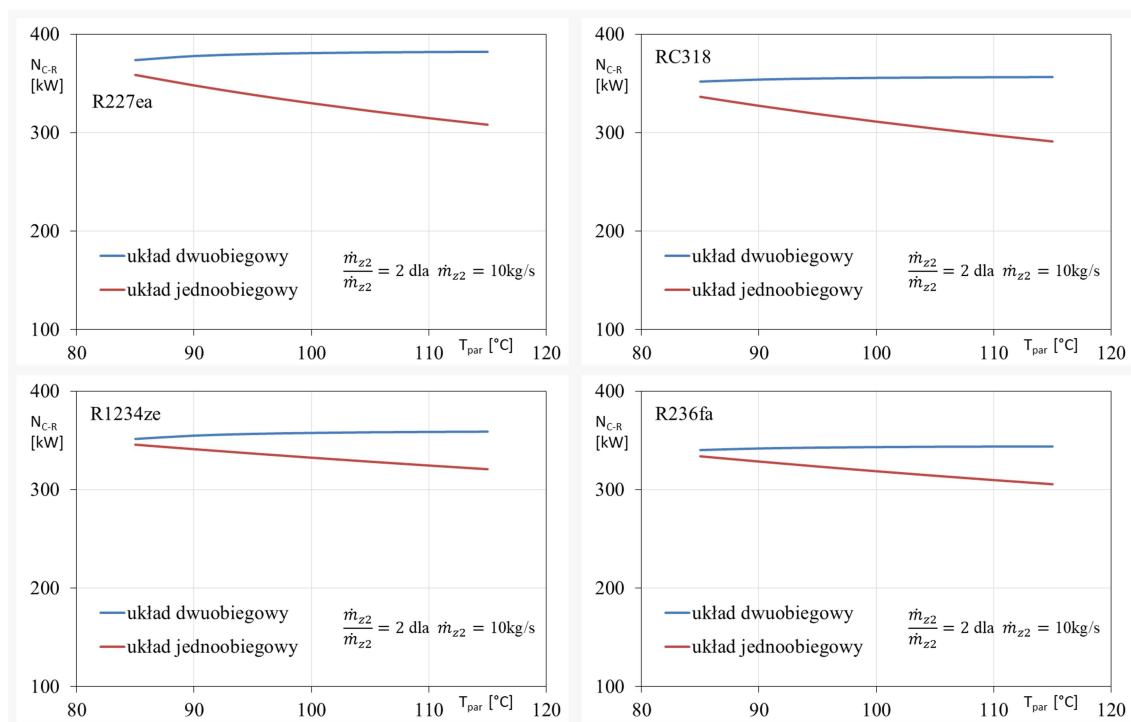 400
N_C-R
[kW]
R227ea
300
200
układ dwuobiegowy
układ jednoobiegowy
ṁ_z2 / ṁ_z2 = 2 dla ṁ_z2 = 10kg/s
100
80 90 100 110 T_par [°C] 120
400
N_C-R
[kW]
RC318
300
200
układ dwuobiegowy
układ jednoobiegowy
ṁ_z2 / ṁ_z2 = 2 dla ṁ_z2 = 10kg/s
100
80 90 100 110 T_par [°C] 120
400
N_C-R
[kW]
R1234ze
300
200
układ dwuobiegowy
układ jednoobiegowy
ṁ_z2 / ṁ_z2 = 2 dla ṁ_z2 = 10kg/s
100
80 90 100 110 T_par [°C] 120
400
N_C-R
[kW]
R236fa
300
200
układ dwuobiegowy
układ jednoobiegowy
ṁ_z2 / ṁ_z2 = 2 dla ṁ_z2 = 10kg/s
100
80 90 100 110 T_par [°C] 120